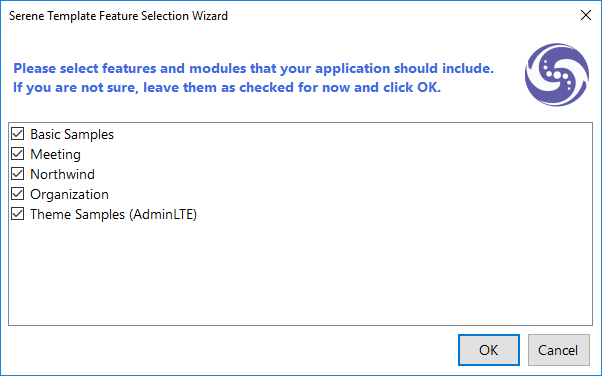 Serene Template Feature Selection Wizard
Please select features and modules that your application should include.
If you are not sure, leave them as checked for now and click OK.
Basic Samples
Meeting
Northwind
Organization
Theme Samples (AdminLTE)
OK Cancel